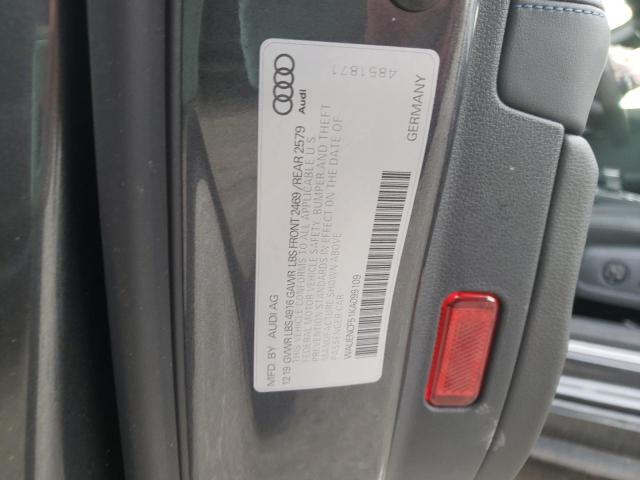 Audi
4851871
MFD. BY AUDI AG
12 19 GVWR LBS 4916 GAWR LBS FRONT 2469 /REAR 2579
THIS VEHICLE CONFORMS TO ALL APPLICABLE U S
FEDERAL MOTOR VEHICLE SAFETY, BUMPER AND THEFT
PREVENTION STANDARDS IN EFFECT ON THE DATE OF
MANUFACTURE SHOWN ABOVE
PASSENGER CAR
WAUENCF51KA099109
GERMANY